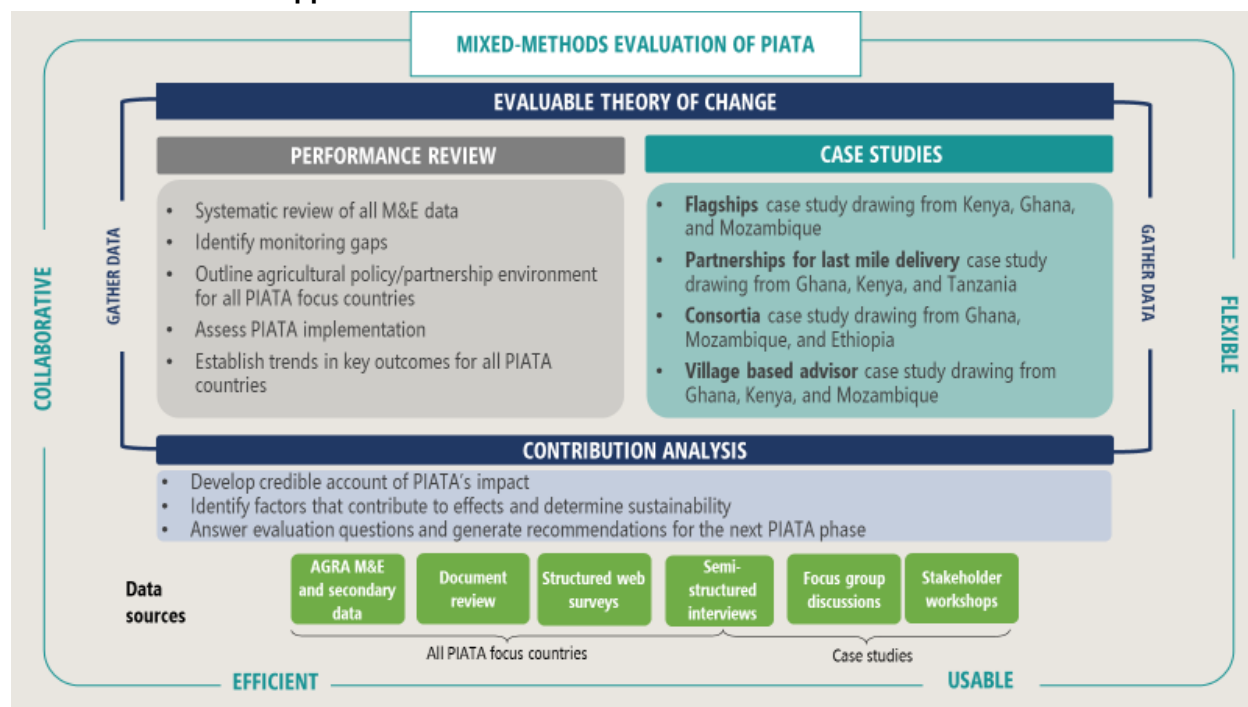 MIXED-METHODS EVALUATION OF PIATA
EVALUABLE THEORY OF CHANGE
PERFORMANCE REVIEW
• Systematic review of all M&E data
• Identify monitoring gaps
• Outline agricultural policy/partnership environment
for all PIATA focus countries
• Assess PIATA implementation
• Establish trends in key outcomes for all PIATA
countries
CASE STUDIES
• Flagships case study drawing from Kenya, Ghana,
and Mozambique
• Partnerships for last mile delivery case study
drawing from Ghana, Kenya, and Tanzania
• Consortia case study drawing from Ghana,
Mozambique, and Ethiopia
• Village based advisor case study drawing from
Ghana, Kenya, and Mozambique
GATHER DATA
GATHER DATA
COLLABORATIVE
FLEXIBLE
CONTRIBUTION ANALYSIS
• Develop credible account of PIATA's impact
• Identify factors that contribute to effects and determine sustainability
• Answer evaluation questions and generate recommendations for the next PIATA phase
Data
sources
AGRA M&E
and secondary
data
Document
review
Structured web
surveys
Semi-
structured
interviews
Focus group
discussions
Stakeholder
workshops
All PIATA focus countries
Case studies
EFFICIENT
USABLE